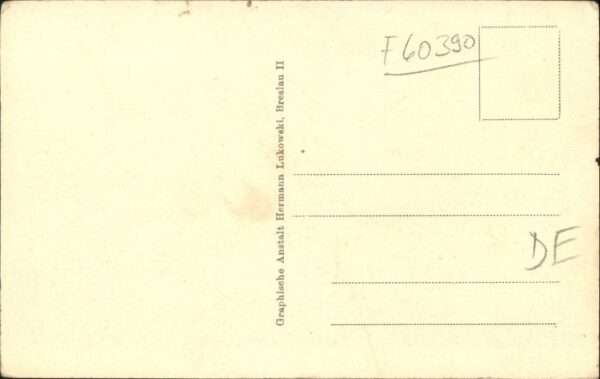 F60390
Graphische Anstalt Hermann Lukowski, Breslau II
DE